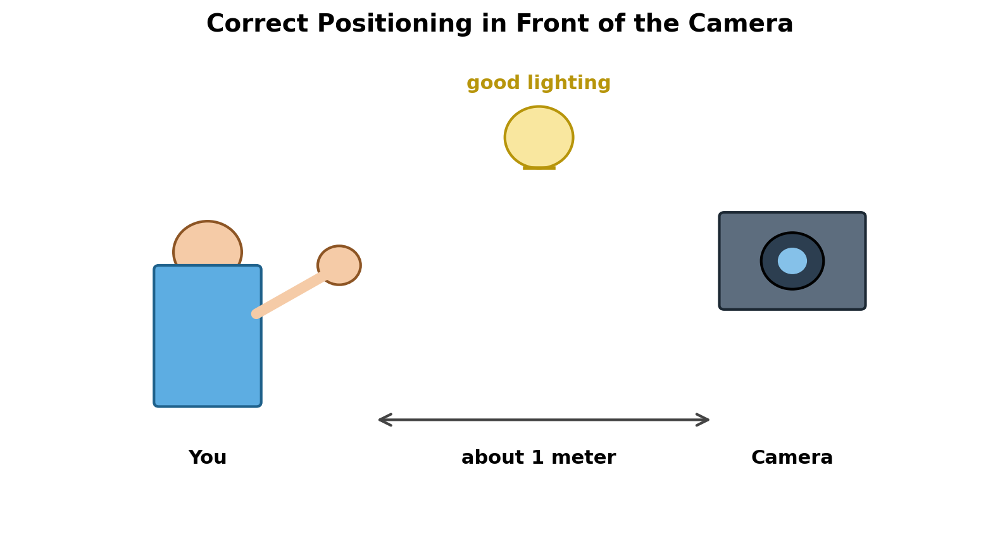 Correct Positioning in Front of the Camera
good lighting
You
about 1 meter
Camera